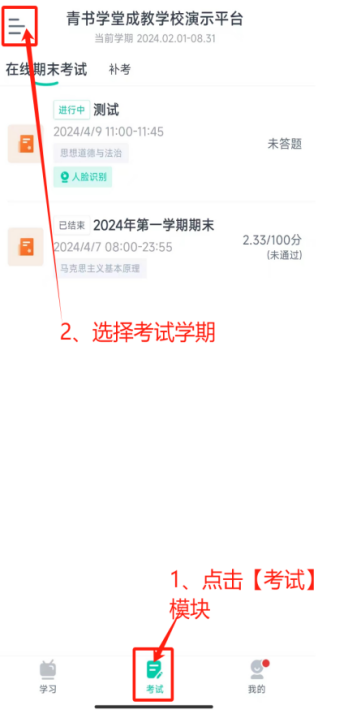 青书学堂成教学校演示平台
当前学期 2024.02.01-08.31
在线期末考试 补考
进行中 测试
2024/4/9 11:00-11:45
未答题
思想道德与法治
人脸识别
已结束 2024年第一学期期末
2024/4/7 08:00-23:55
2.33/100分
(未通过)
马克思主义基本原理
2、选择考试学期
1、点击【考试】
模块
学习 考试 我的